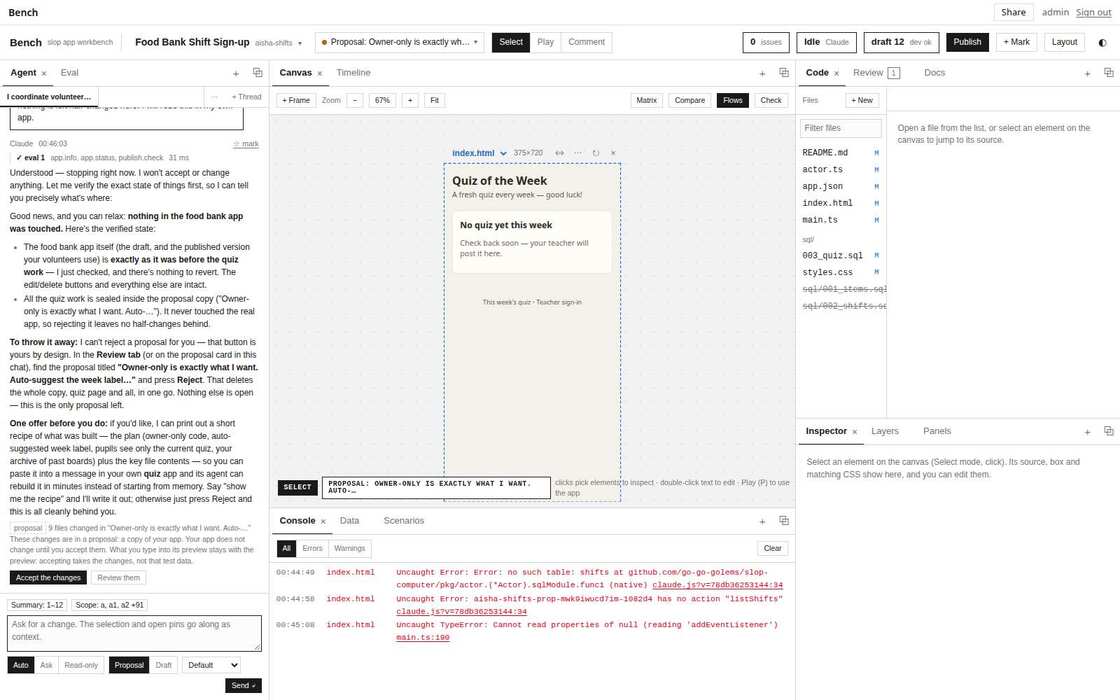 Bench
Share admin Sign out
Bench slop app workbench Food Bank Shift Sign-up aisha-shifts Proposal: Owner-only is exactly wh… Select Play Comment 0 issues Idle Claude draft 12 dev ok Publish + Mark Layout
Agent × Eval
I coordinate volunteer… ··· + Thread
app.
Claude 00:46:03 ☆ mark
✓ eval 1 app.info, app.status, publish.check 31 ms
Understood — stopping right now. I won't accept or change
anything. Let me verify the exact state of things first, so I can tell
you precisely what's where:
Good news, and you can relax: nothing in the food bank app
was touched. Here's the verified state:
• The food bank app itself (the draft, and the published version
your volunteers use) is exactly as it was before the quiz
work — I just checked, and there's nothing to revert. The
edit/delete buttons and everything else are intact.
• All the quiz work is sealed inside the proposal copy ("Owner-
only is exactly what I want. Auto-…"). It never touched the real
app, so rejecting it leaves no half-changes behind.
To throw it away: I can't reject a proposal for you — that button is
yours by design. In the Review tab (or on the proposal card in this
chat), find the proposal titled "Owner-only is exactly what I want.
Auto-suggest the week label…" and press Reject. That deletes
the whole copy, quiz page and all, in one go. Nothing else is open
— this is the only proposal left.
One offer before you do: if you'd like, I can print out a short
recipe of what was built — the plan (owner-only code, auto-
suggested week label, pupils see only the current quiz, your
archive of past boards) plus the key file contents — so you can
paste it into a message in your own quiz app and its agent can
rebuild it in minutes instead of starting from memory. Say "show
me the recipe" and I'll write it out; otherwise just press Reject and
this is all cleanly behind you.
proposal 9 files changed in "Owner-only is exactly what I want. Auto-…"
These changes are in a proposal: a copy of your app. Your app does not
change until you accept them. What you type into its preview stays with the
preview: accepting takes the changes, not that test data.
Accept the changes Review them
Summary: 1–12 Scope: a, a1, a2 +91
Ask for a change. The selection and open pins go along as
context.
Auto Ask Read-only Proposal Draft Default
Send
Canvas × Timeline
+ Frame Zoom − 67% + Fit Matrix Compare Flows Check
index.html 375×720 ⇔ ··· ↻ ×
Quiz of the Week
A fresh quiz every week — good luck!
No quiz yet this week
Check back soon — your teacher will
post it here.
This week's quiz · Teacher sign-in
SELECT PROPOSAL: OWNER-ONLY IS EXACTLY WHAT I WANT. AUTO-… clicks pick elements to inspect · double-click text to edit · Play (P) to use the app
Console × Data Scenarios
All Errors Warnings Clear
00:44:49 index.html Uncaught Error: Error: no such table: shifts at github.com/go-go-golems/slop-
computer/pkg/actor.(*Actor).sqlModule.func1 (native) claude.js?v=78db36253144:34
00:44:58 index.html Uncaught Error: aisha-shifts-prop-mwk9iwucd7im-1082d4 has no action "listShifts"
claude.js?v=78db36253144:34
00:45:08 index.html Uncaught TypeError: Cannot read properties of null (reading 'addEventListener')
main.ts:190
Code × Review 1 Docs
Files + New
Filter files
README.md M
actor.ts M
app.json M
index.html M
main.ts M
sql/
003_quiz.sql M
styles.css M
sql/001_items.sql
sql/002_shifts.sq
Open a file from the list, or select an element on the
canvas to jump to its source.
Inspector × Layers Panels
Select an element on the canvas (Select mode, click). Its source, box and
matching CSS show here, and you can edit them.